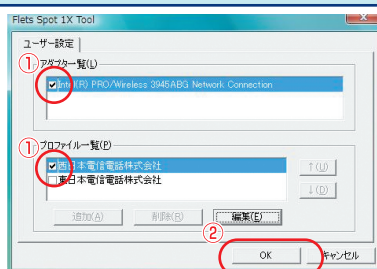 Flets Spot 1X Tool
ユーザー設定
① アダプター覧(L)
Intel(R) PRO/Wireless 3945ABG Network Connection
① プロファイル一覧(P)
西日本電信電話株式会社
東日本電信電話株式会社
↑(U)
↓(D)
追加(A) 削除(R) 編集(E)
②
OK キャンセル